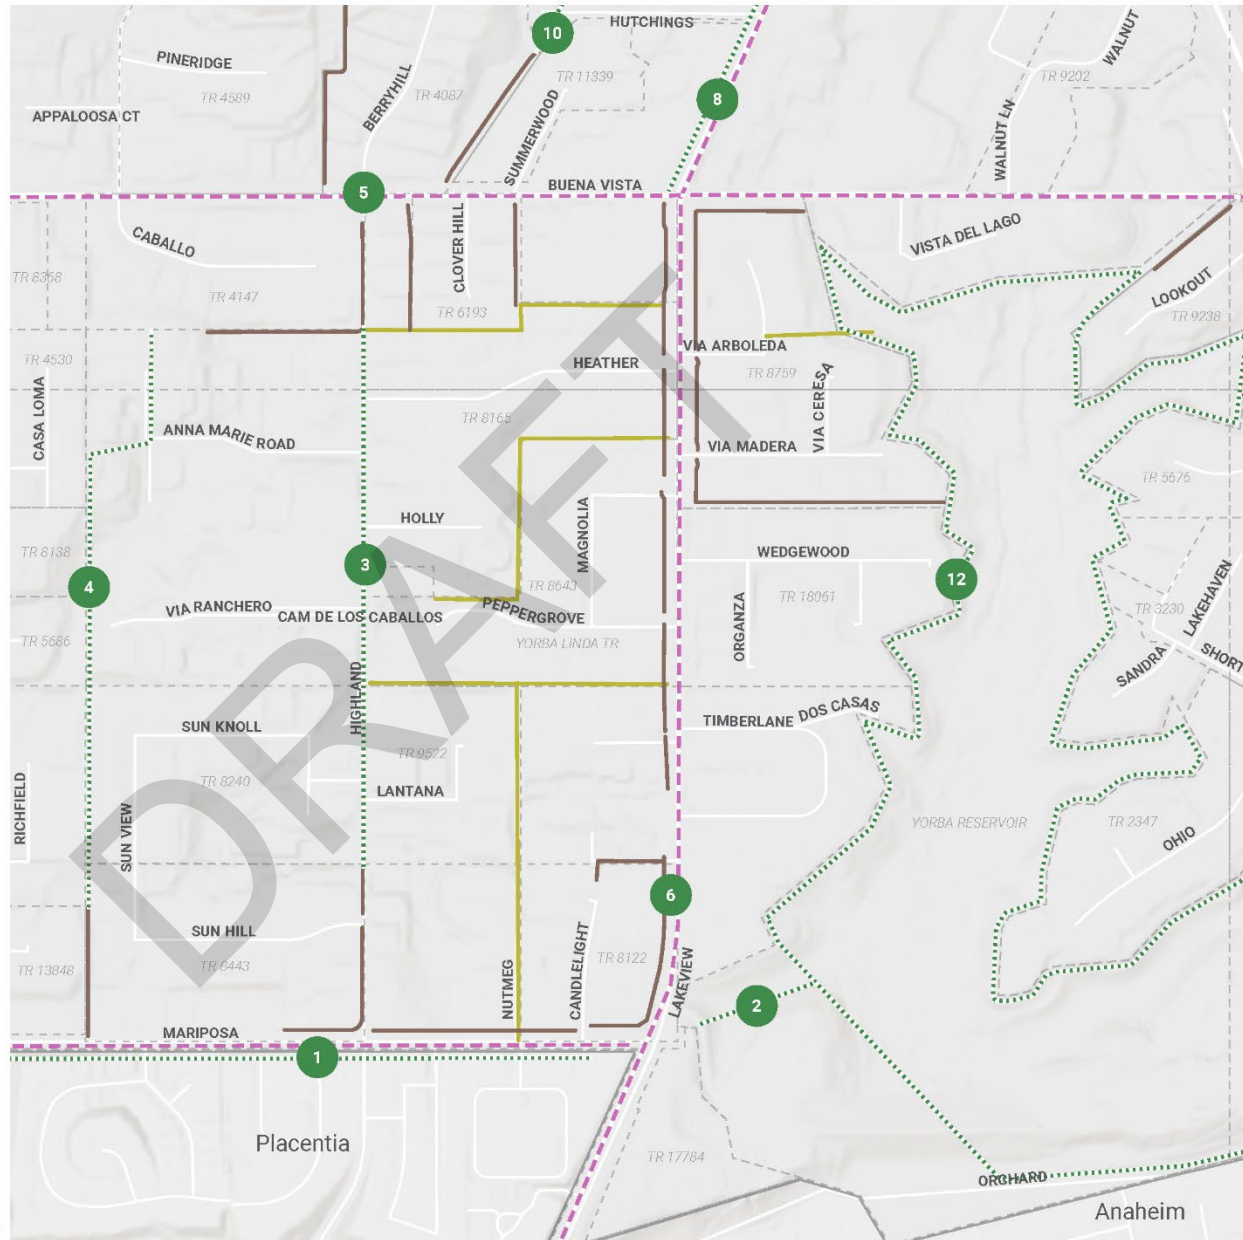 HUTCHINGS
10
PINERIDGE
WALNUT
TR 11339
TR 9202
TR 4589
TR 4087
BERRYHILL
8
APPALOOSA CT
SUMMERWOOD
WALNUT LN
5
BUENA VISTA
CABALLO
CLOVER HILL
VISTA DEL LAGO
TR 8368
TR 4147
TR 6193
LOOKOUT
TR 9238
TR 4530
HEATHER
VIA ARBOLEDA
TR 8759
CASA LOMA
VIA CERESA
TR 8165
ANNA MARIE ROAD
VIA MADERA
TR 5676
HOLLY
MAGNOLIA
TR 8138
WEDGEWOOD
4
3
12
TR 8643
ORGANZA
TR 18061
VIA RANCHERO
CAM DE LOS CABALLOS
PEPPERGROVE
TR 3230
LAKEHAVEN
TR 5686
YORBA LINDA TR
SANDRA
SHORT
HIGHLAND
SUN KNOLL
TIMBERLANE
DOS CASAS
TR 9522
TR 8240
LANTANA
RICHFIELD
SUN VIEW
YORBA RESERVOIR
TR 2347
OHIO
DRAFT
6
SUN HILL
TR 8443
TR 13848
CANDLELIGHT
TR 8122
NUTMEG
LAKEVIEW
2
MARIPOSA
1
Placentia
TR 17784
ORCHARD
Anaheim